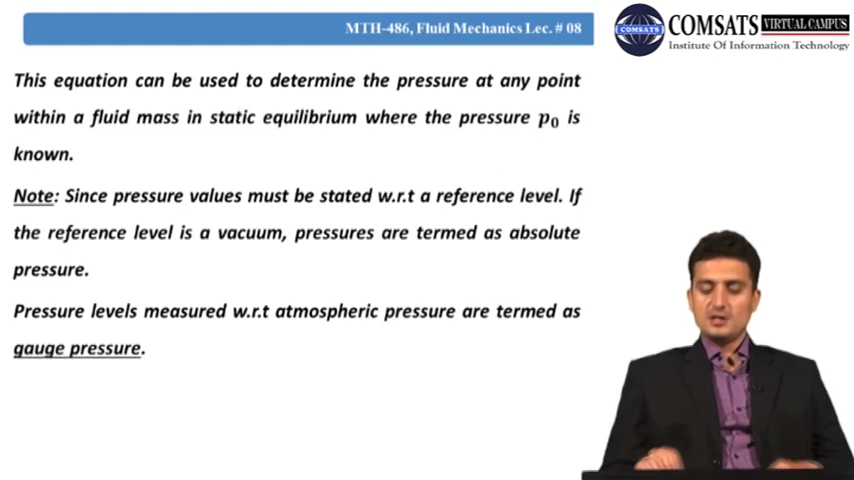 MTH-486, Fluid Mechanics Lec. # 08
COMSATS VIRTUAL CAMPUS
Institute Of Information Technology
COMSATS
This equation can be used to determine the pressure at any point
within a fluid mass in static equilibrium where the pressure p₀ is
known.
Note: Since pressure values must be stated w.r.t a reference level. If
the reference level is a vacuum, pressures are termed as absolute
pressure.
Pressure levels measured w.r.t atmospheric pressure are termed as
gauge pressure.